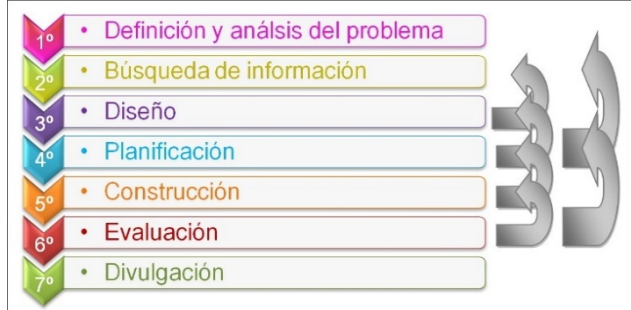 1º • Definición y análsis del problema
2º • Búsqueda de información
3º • Diseño
4º • Planificación
5º • Construcción
6º • Evaluación
7º • Divulgación